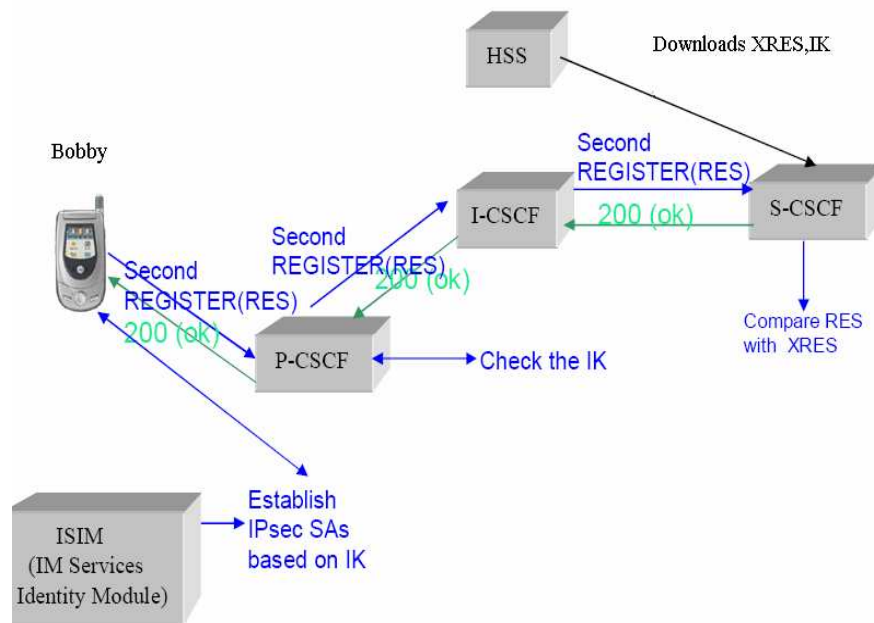 HSS
Downloads XRES,IK
Bobby
Second
REGISTER(RES)
I-CSCF
S-CSCF
200 (ok)
Second
REGISTER(RES)
200 (ok)
Second
REGISTER(RES)
200 (ok)
P-CSCF
Check the IK
Compare RES
with XRES
Establish
IPsec SAs
based on IK
ISIM
(IM Services
Identity Module)